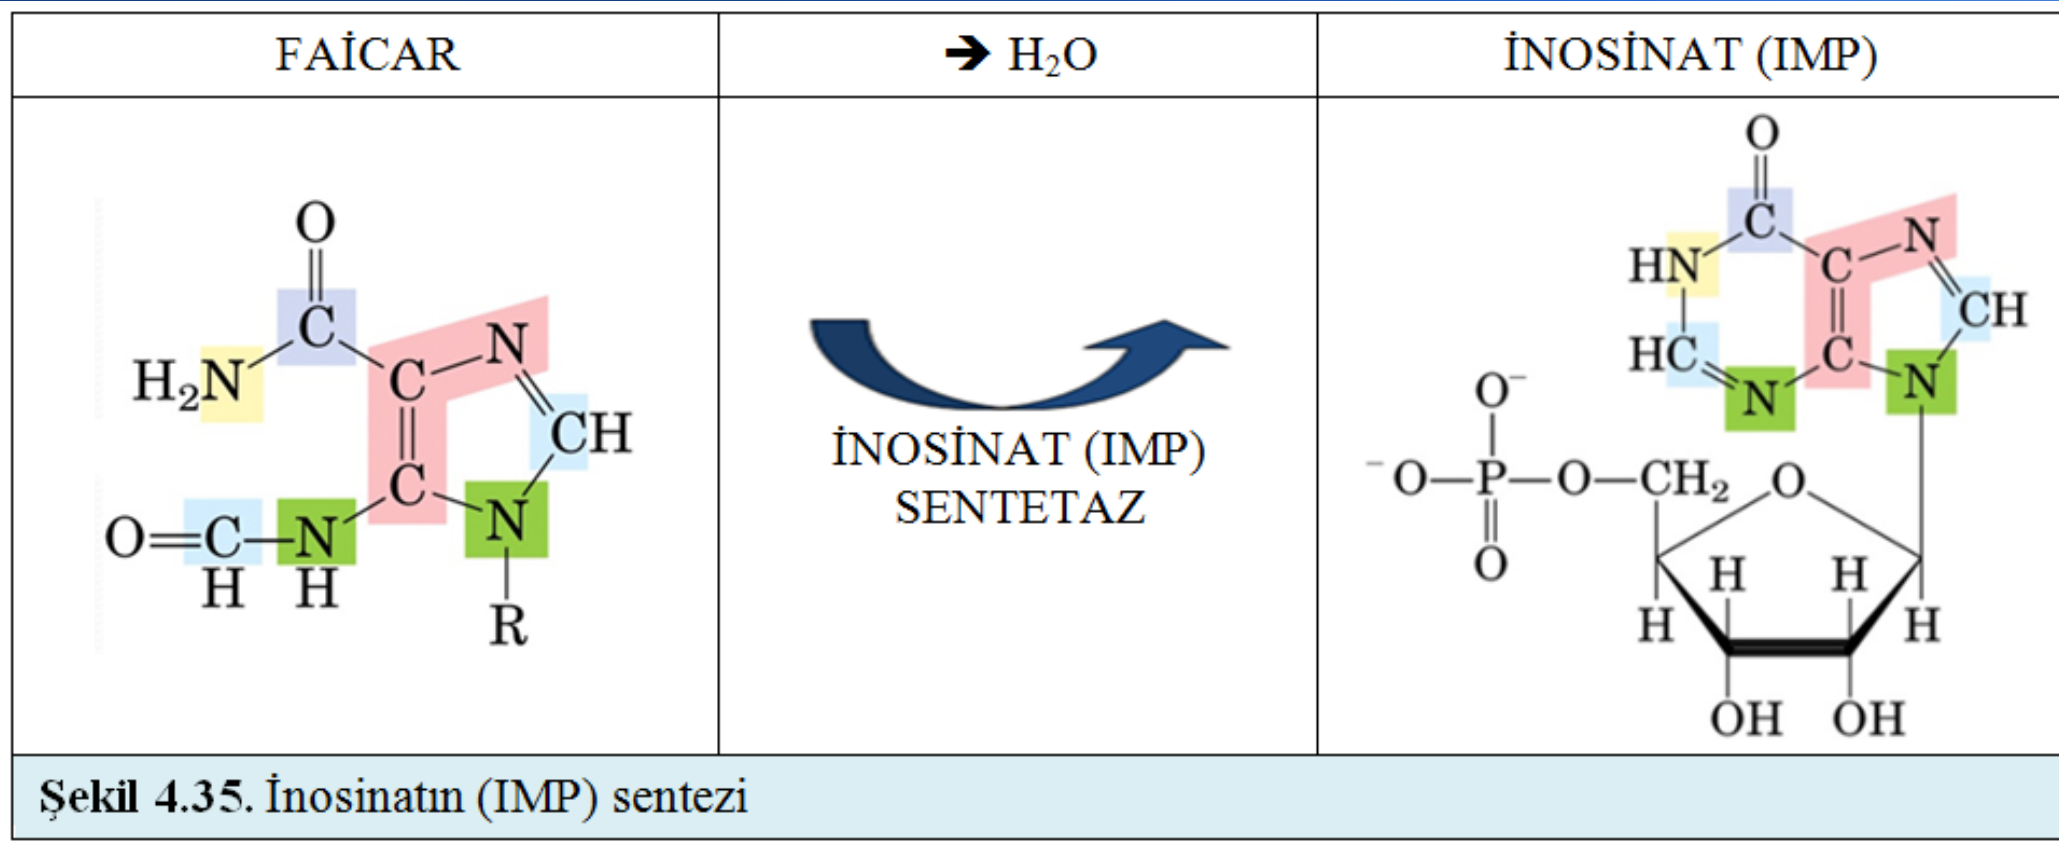 FAİCAR
➔ H₂O
İNOSİNAT (IMP)
O
C
H₂N
C
N
C
CH
O=C—N
N
H H
R
İNOSİNAT (IMP)
SENTETAZ
O
C
HN
C
N
CH
HC
C
N
N
O⁻
⁻O—P—O—CH₂
O
O
H H
H
H
OH OH
Şekil 4.35. İnosinatın (IMP) sentezi